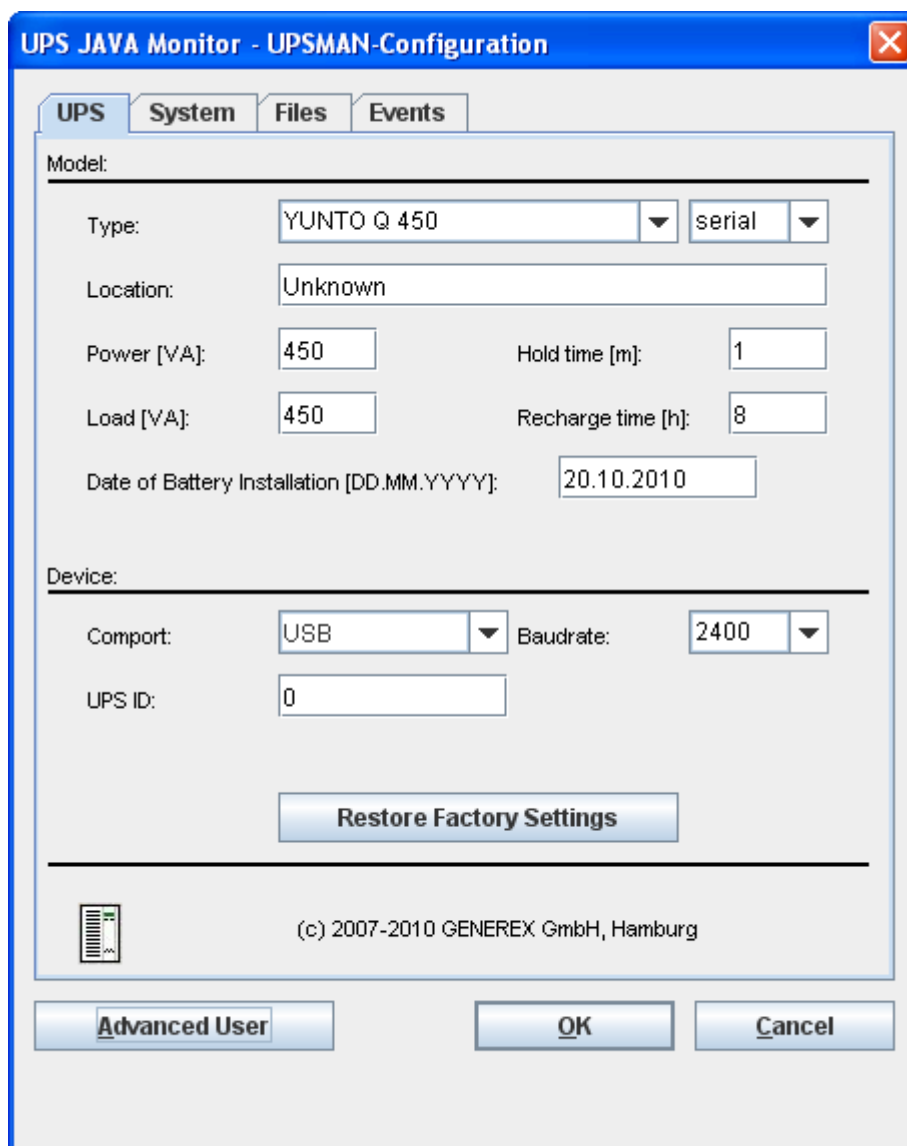 UPS JAVA Monitor - UPSMAN-Configuration
UPS System Files Events
Model:
Type: YUNTO Q 450 serial
Location: Unknown
Power [VA]: 450 Hold time [m]: 1
Load [VA]: 450 Recharge time [h]: 8
Date of Battery Installation [DD.MM.YYYY]: 20.10.2010
Device:
Comport: USB Baudrate: 2400
UPS ID: 0
Restore Factory Settings
(c) 2007-2010 GENEREX GmbH, Hamburg
Advanced User OK Cancel